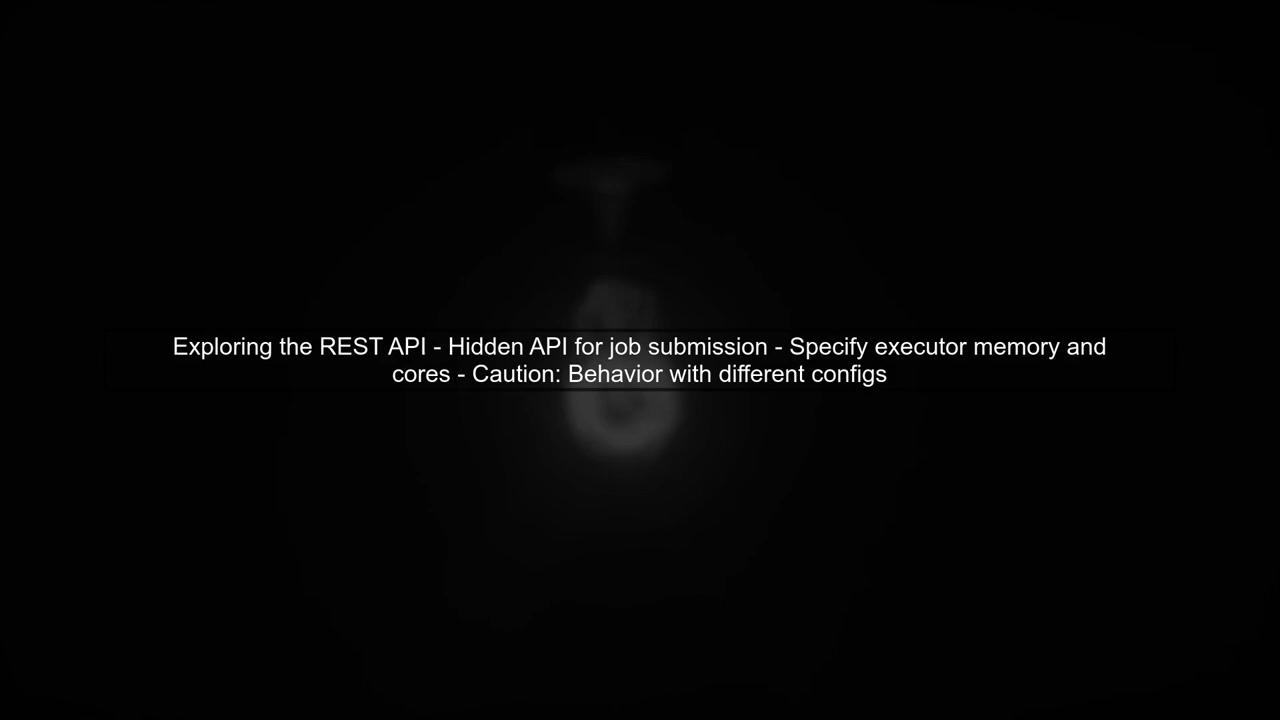 Exploring the REST API - Hidden API for job submission - Specify executor memory and
cores - Caution: Behavior with different configs